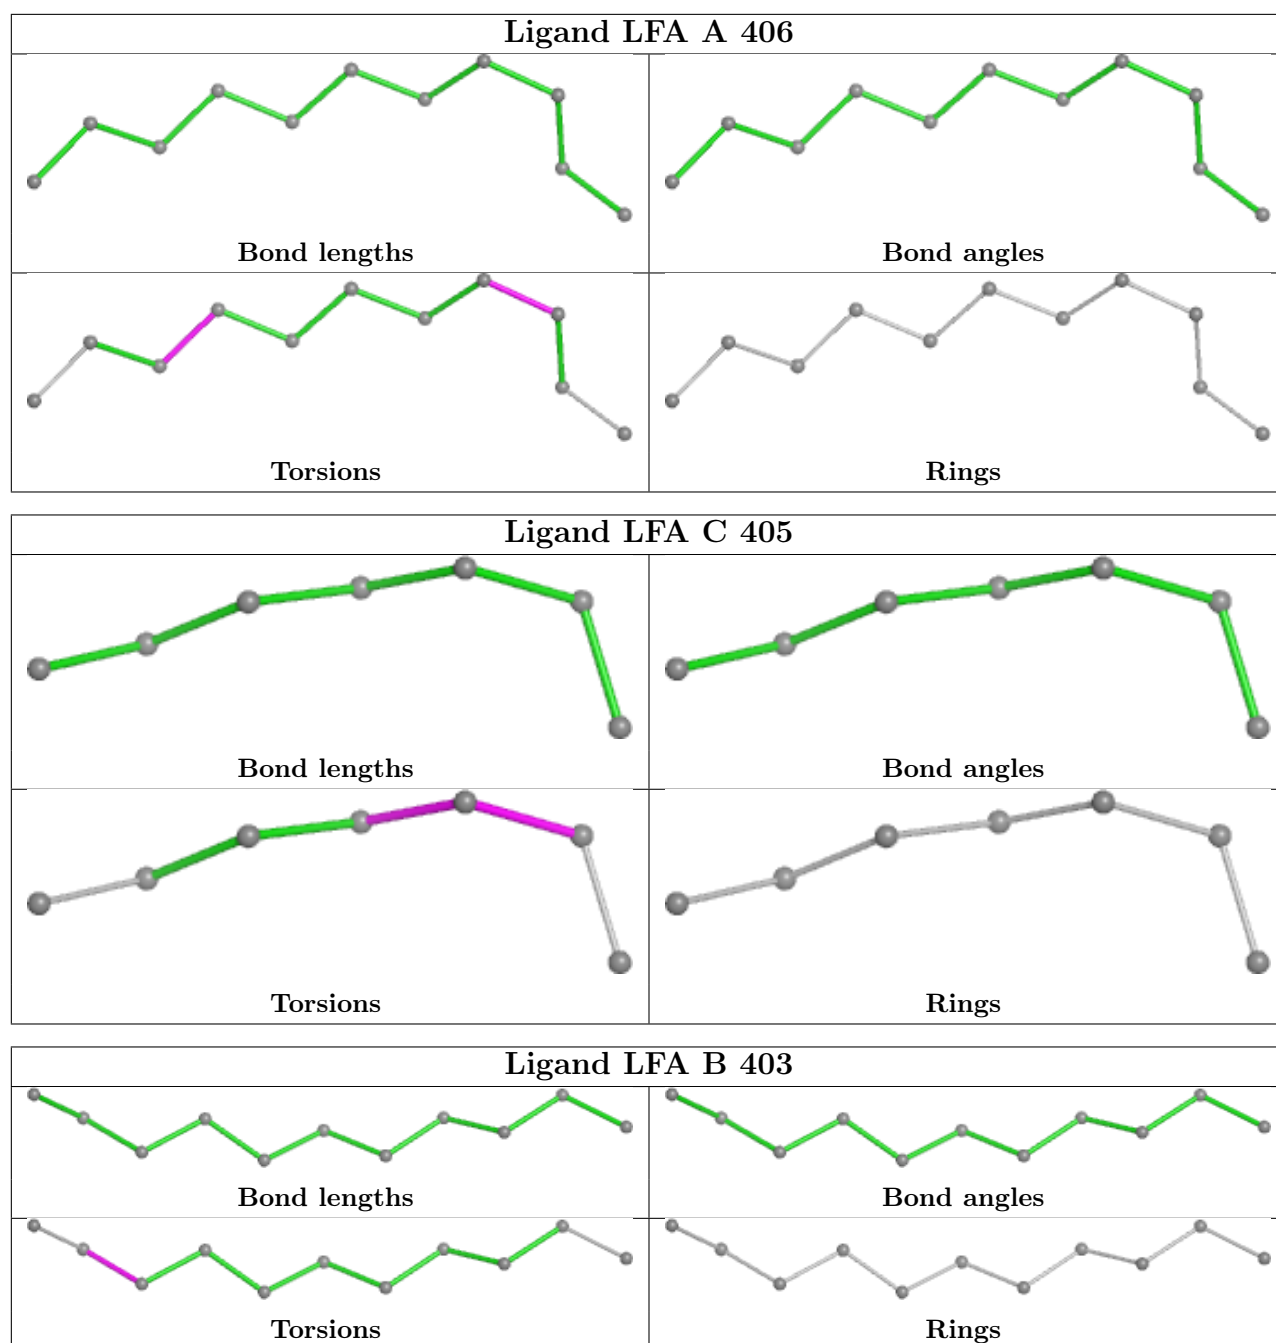 Ligand LFA A 406
Bond lengths
Bond angles
Torsions
Rings
Ligand LFA C 405
Bond lengths
Bond angles
Torsions
Rings
Ligand LFA B 403
Bond lengths
Bond angles
Torsions
Rings